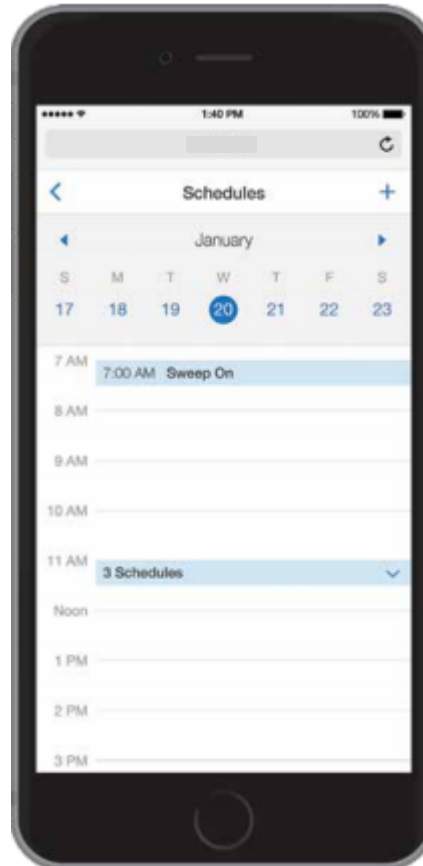 1:40 PM 100%
Schedules +
January
S M T W T F S
17 18 19 20 21 22 23
7 AM
7:00 AM Sweep On
8 AM
9 AM
10 AM
11 AM
3 Schedules
Noon
1 PM
2 PM
3 PM